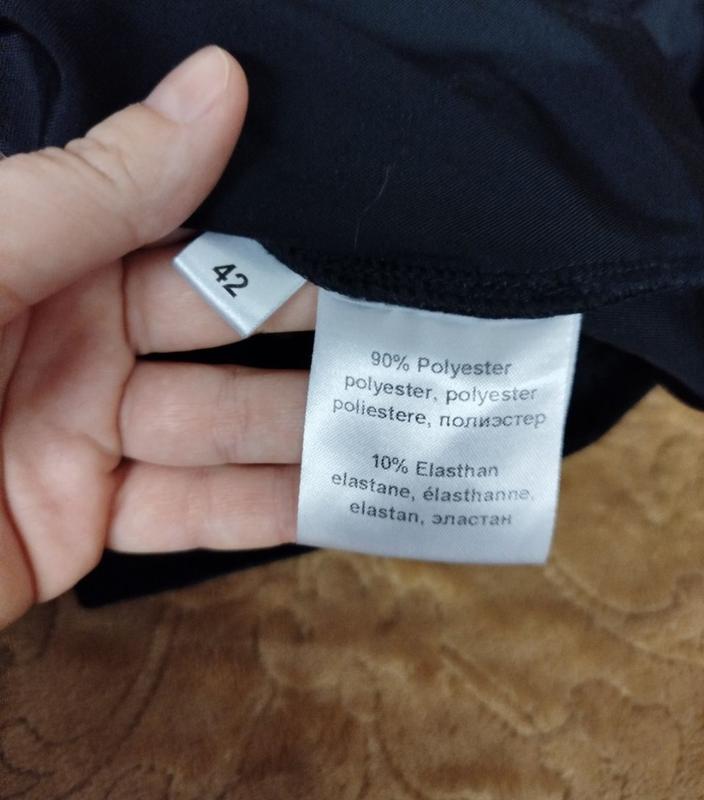 42
90% Polyester
polyester, polyester
poliestere, полиэстер
10% Elasthan
elastane, élasthanne,
elastan, эластан